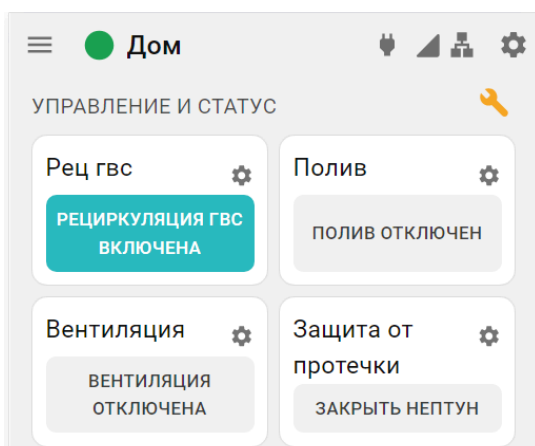 Дом
УПРАВЛЕНИЕ И СТАТУС
Рец гвс
РЕЦИРКУЛЯЦИЯ ГВС
ВКЛЮЧЕНА
Полив
ПОЛИВ ОТКЛЮЧЕН
Вентиляция
ВЕНТИЛЯЦИЯ
ОТКЛЮЧЕНА
Защита от
протечки
ЗАКРЫТЬ НЕПТУН